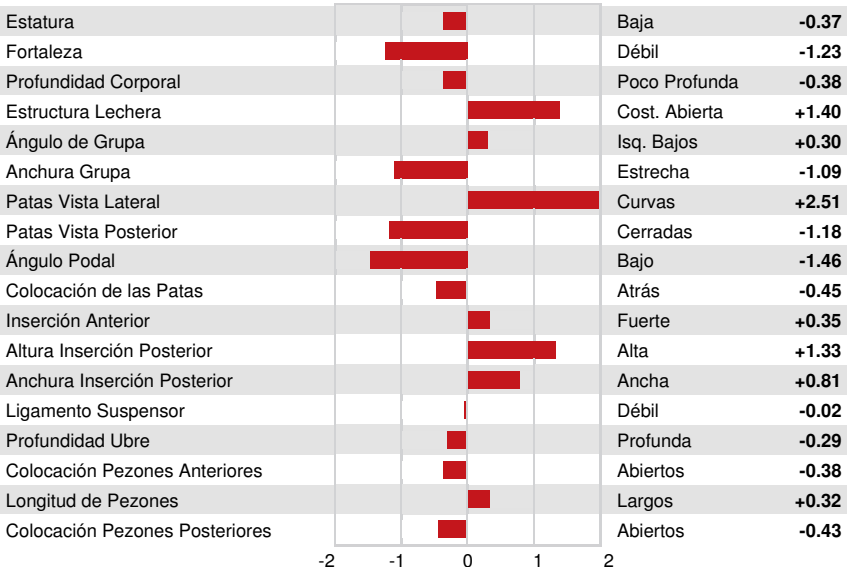 Estatura Baja -0.37
Fortaleza Débil -1.23
Profundidad Corporal Poco Profunda -0.38
Estructura Lechera Cost. Abierta +1.40
Ángulo de Grupa Isq. Bajos +0.30
Anchura Grupa Estrecha -1.09
Patas Vista Lateral Curvas +2.51
Patas Vista Posterior Cerradas -1.18
Ángulo Podal Bajo -1.46
Colocación de las Patas Atrás -0.45
Inserción Anterior Fuerte +0.35
Altura Inserción Posterior Alta +1.33
Anchura Inserción Posterior Ancha +0.81
Ligamento Suspensor Débil -0.02
Profundidad Ubre Profunda -0.29
Colocación Pezones Anteriores Abiertos -0.38
Longitud de Pezones Largos +0.32
Colocación Pezones Posteriores Abiertos -0.43
-2 -1 0 1 2